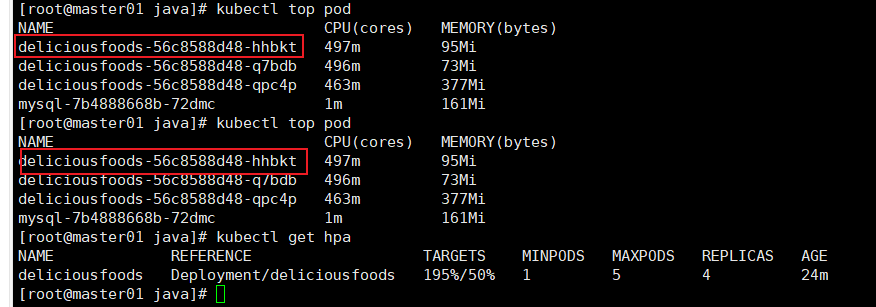 [root@master01 java]# kubectl top pod
NAME CPU(cores) MEMORY(bytes)
deliciousfoods-56c8588d48-hhbkt 497m 95Mi
deliciousfoods-56c8588d48-q7bdb 496m 73Mi
deliciousfoods-56c8588d48-qpc4p 463m 377Mi
mysql-7b4888668b-72dmc 1m 161Mi
[root@master01 java]# kubectl top pod
NAME CPU(cores) MEMORY(bytes)
deliciousfoods-56c8588d48-hhbkt 497m 95Mi
deliciousfoods-56c8588d48-q7bdb 496m 73Mi
deliciousfoods-56c8588d48-qpc4p 463m 377Mi
mysql-7b4888668b-72dmc 1m 161Mi
[root@master01 java]# kubectl get hpa
NAME REFERENCE TARGETS MINPODS MAXPODS REPLICAS AGE
deliciousfoods Deployment/deliciousfoods 195%/50% 1 5 4 24m
[root@master01 java]#